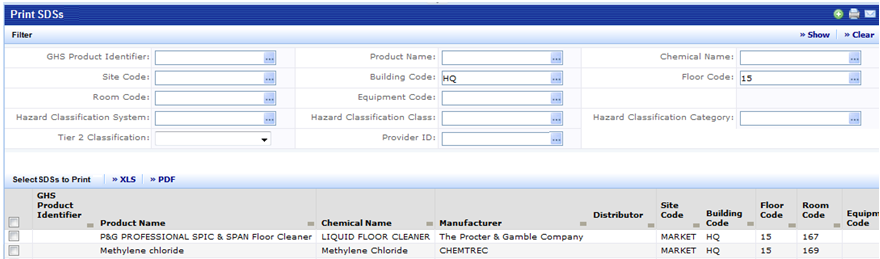 Print SDSs
Filter » Show » Clear
GHS Product Identifier: ... Product Name: ... Chemical Name: ...
Site Code: ... Building Code: HQ ... Floor Code: 15 ...
Room Code: ... Equipment Code: ...
Hazard Classification System: ... Hazard Classification Class: ... Hazard Classification Category: ...
Tier 2 Classification: Provider ID: ...
Select SDSs to Print » XLS » PDF
GHS Product Identifier Product Name Chemical Name Manufacturer Distributor Site Code Building Code Floor Code Room Code Equipm Code
P&G PROFESSIONAL SPIC & SPAN Floor Cleaner LIQUID FLOOR CLEANER The Procter & Gamble Company MARKET HQ 15 167
Methylene chloride Methylene Chloride CHEMTREC MARKET HQ 15 169